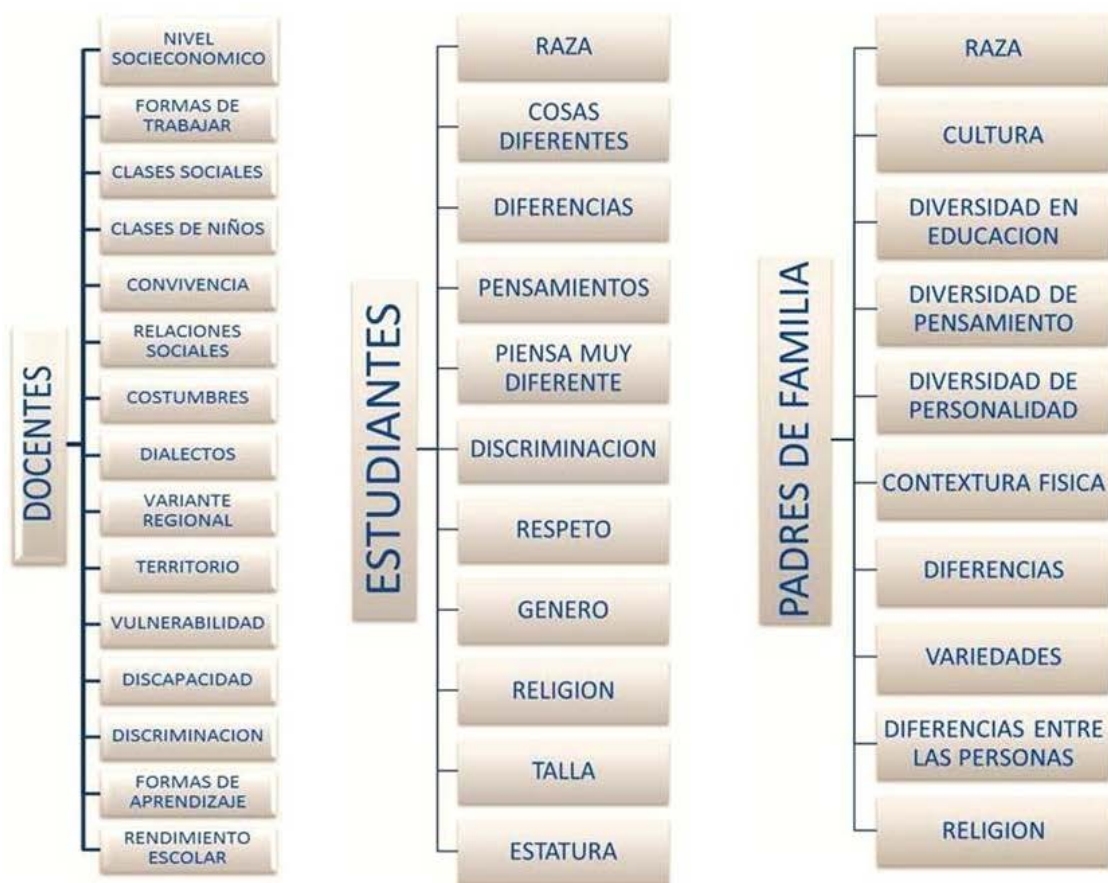 DOCENTES
NIVEL
SOCIECONOMICO
FORMAS DE
TRABAJAR
CLASES SOCIALES
CLASES DE NIÑOS
CONVIVENCIA
RELACIONES
SOCIALES
COSTUMBRES
DIALECTOS
VARIANTE
REGIONAL
TERRITORIO
VULNERABILIDAD
DISCAPACIDAD
DISCRIMINACION
FORMAS DE
APRENDIZAJE
RENDIMIENTO
ESCOLAR
ESTUDIANTES
RAZA
COSAS
DIFERENTES
DIFERENCIAS
PENSAMIENTOS
PIENSA MUY
DIFERENTE
DISCRIMINACION
RESPETO
GENERO
RELIGION
TALLA
ESTATURA
PADRES DE FAMILIA
RAZA
CULTURA
DIVERSIDAD EN
EDUCACION
DIVERSIDAD DE
PENSAMIENTO
DIVERSIDAD DE
PERSONALIDAD
CONTEXTURA FISICA
DIFERENCIAS
VARIEDADES
DIFERENCIAS ENTRE
LAS PERSONAS
RELIGION